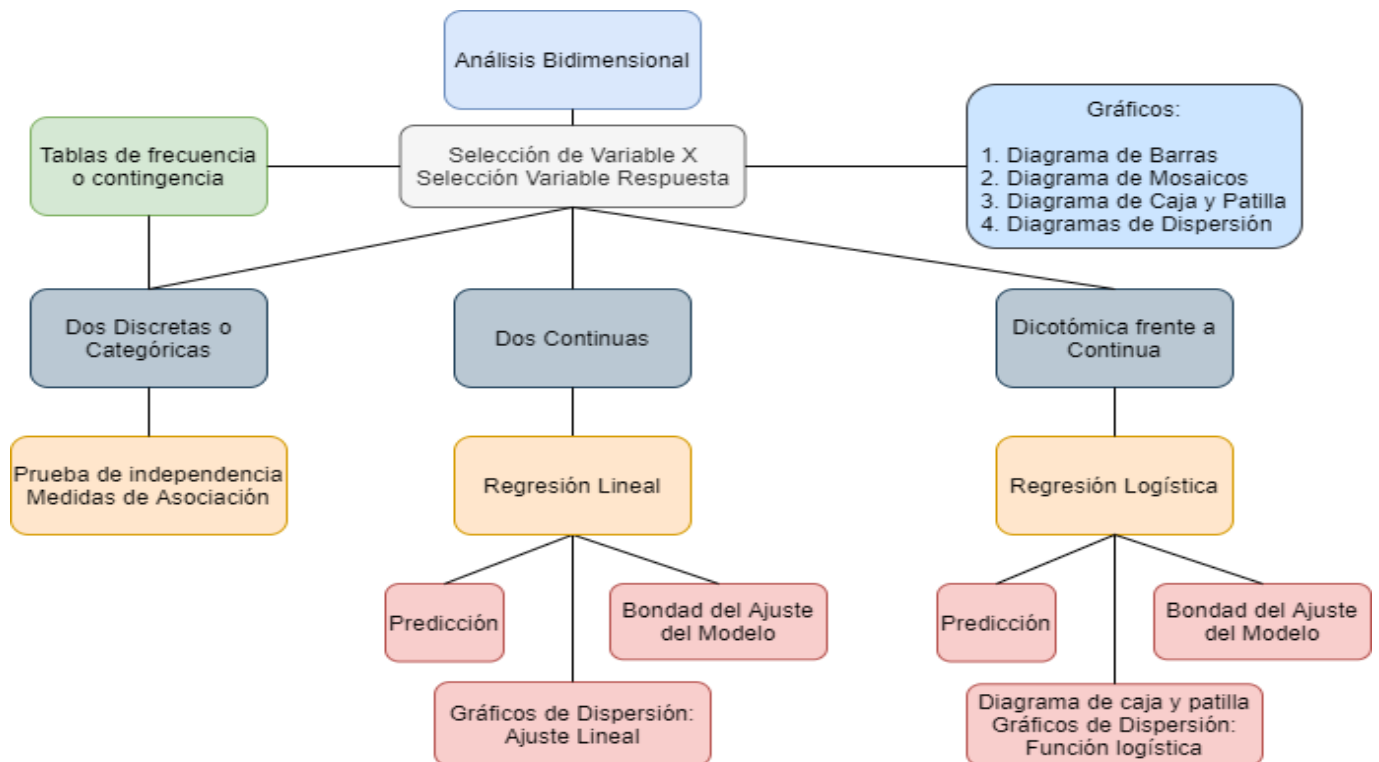 Análisis Bidimensional
Tablas de frecuencia
o contingencia
Selección de Variable X
Selección Variable Respuesta
Gráficos:
1. Diagrama de Barras
2. Diagrama de Mosaicos
3. Diagrama de Caja y Patilla
4. Diagramas de Dispersión
Dos Discretas o
Categóricas
Dos Continuas
Dicotómica frente a
Continua
Prueba de independencia
Medidas de Asociación
Regresión Lineal
Regresión Logística
Predicción
Bondad del Ajuste
del Modelo
Gráficos de Dispersión:
Ajuste Lineal
Predicción
Bondad del Ajuste
del Modelo
Diagrama de caja y patilla
Gráficos de Dispersión:
Función logística